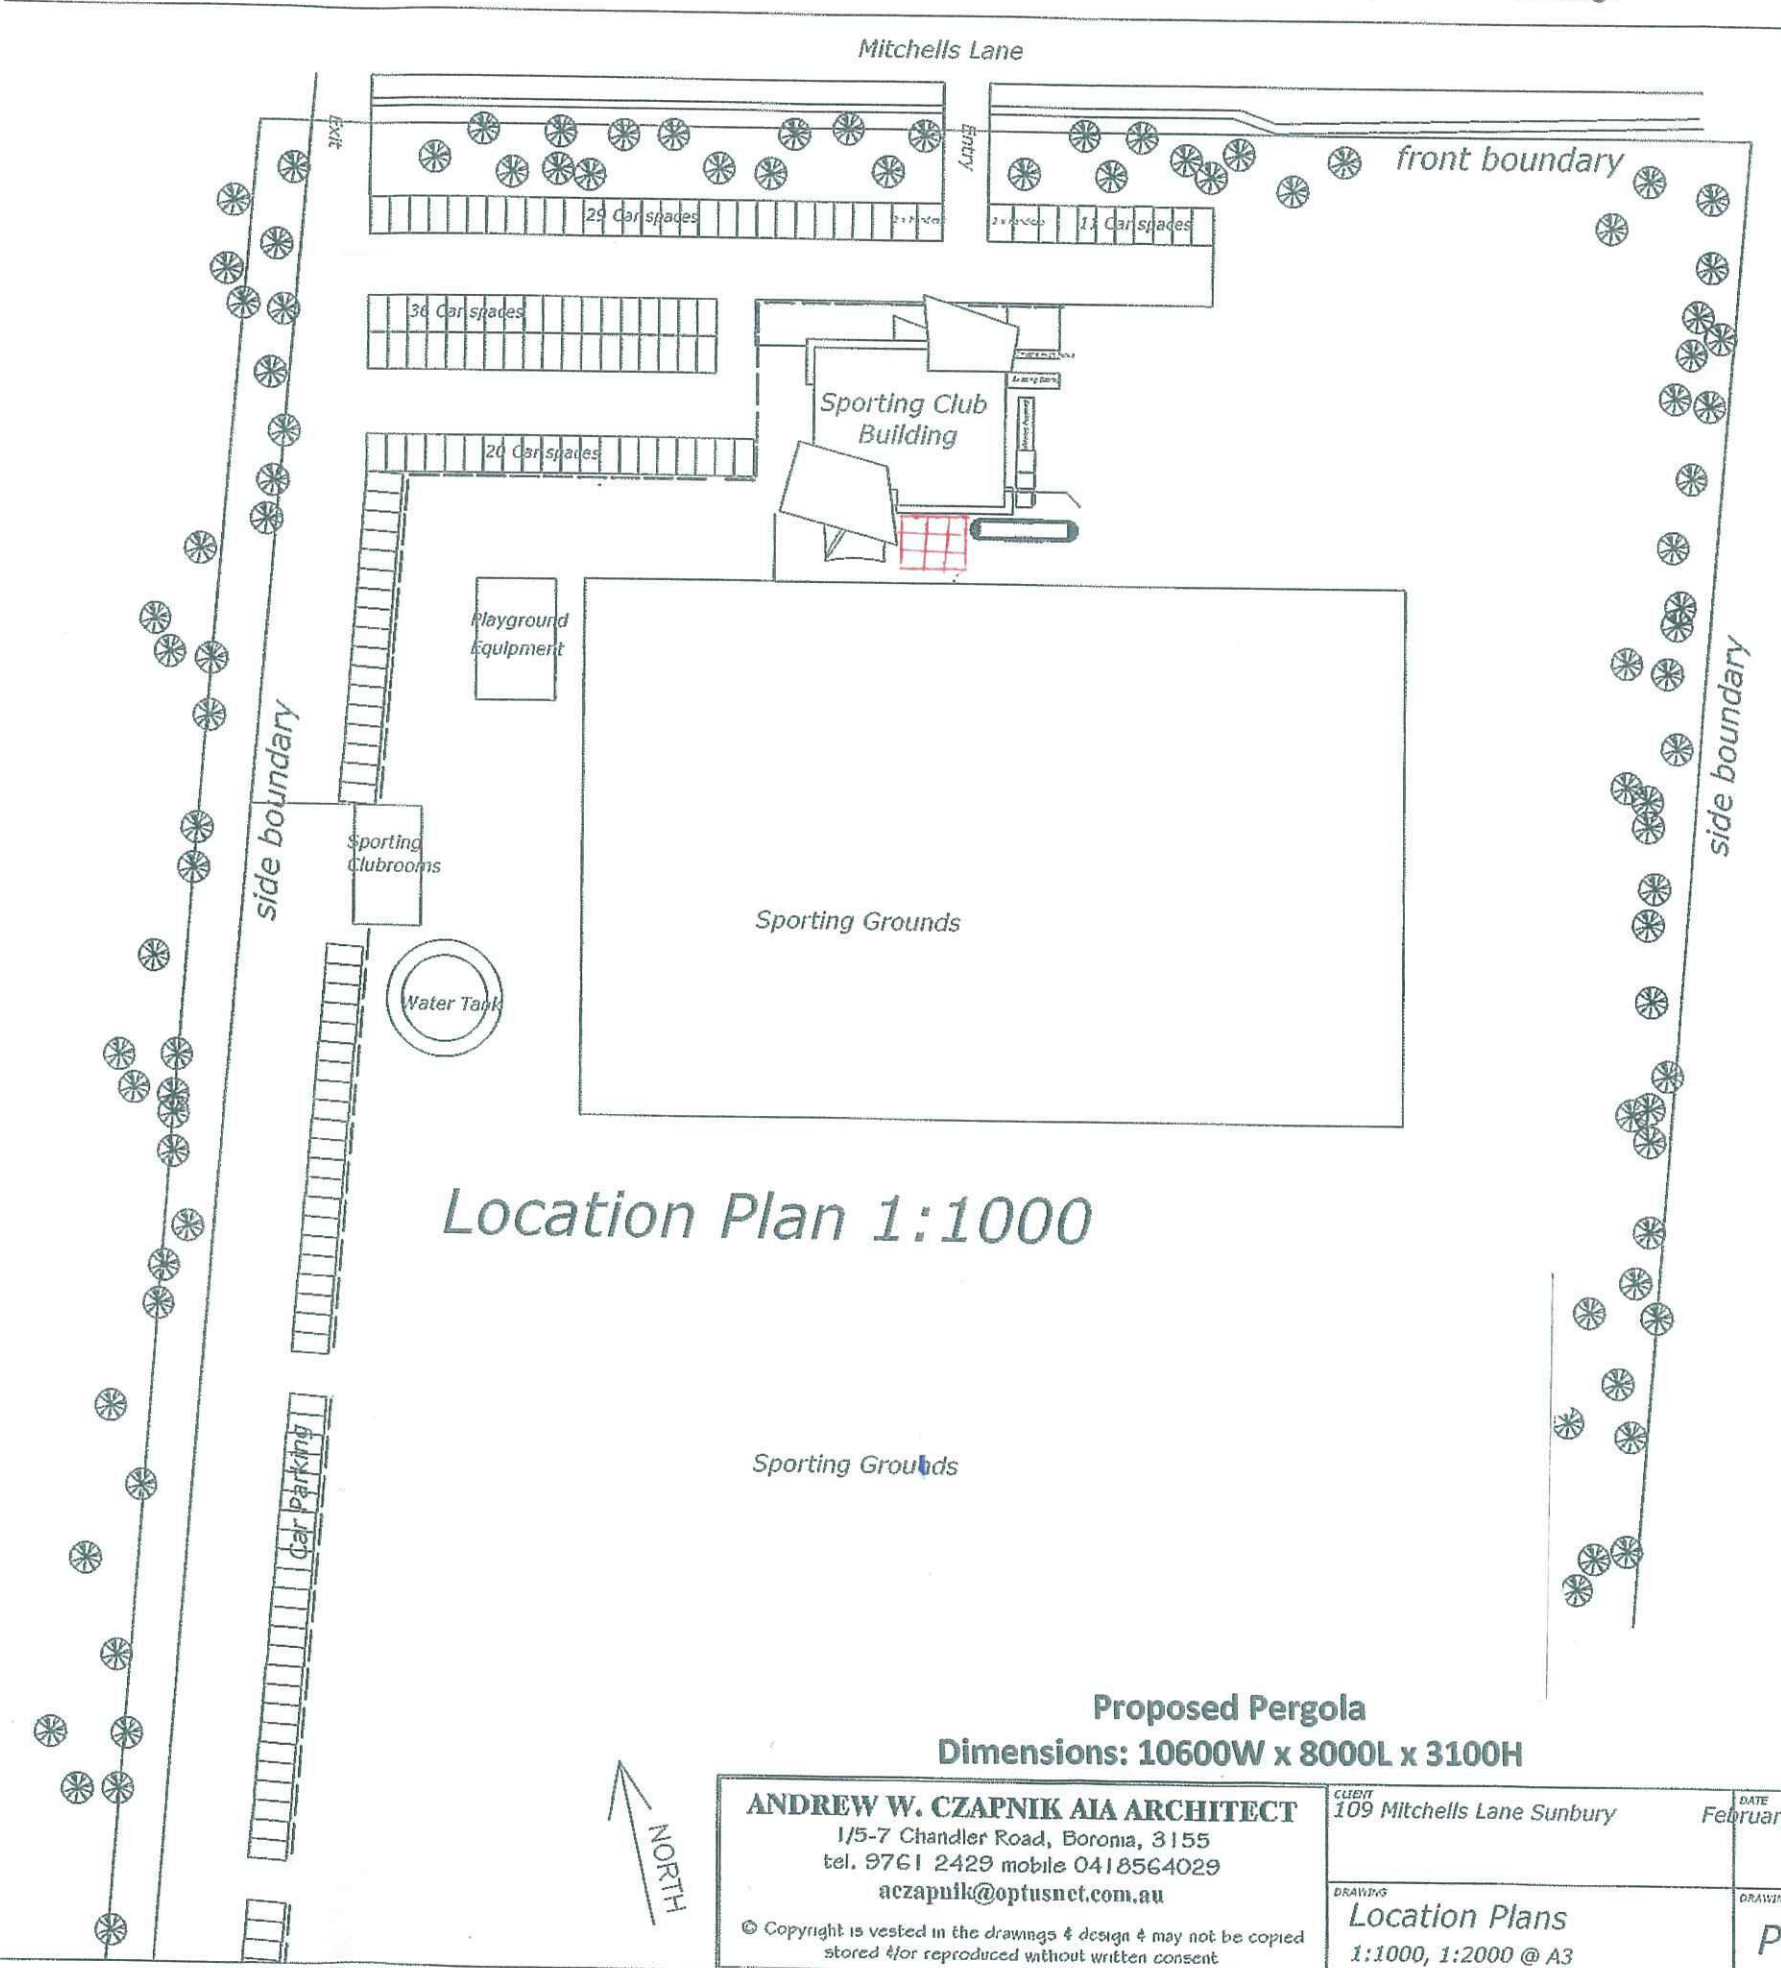 Mitchells Lane
Exit
Entry
front boundary
29 Car spaces
11 Car spaces
36 Car spaces
20 Car spaces
Sporting Club
Building
Playground
Equipment
side boundary
side boundary
Sporting
Clubrooms
Sporting Grounds
Water Tank
Location Plan 1:1000
Car Parking
Sporting Grounds
Proposed Pergola
Dimensions: 10600W x 8000L x 3100H
NORTH
ANDREW W. CZAPNIK AIA ARCHITECT
1/5-7 Chandler Road, Boronia, 3155
tel. 9761 2429 mobile 0418564029
aczapnik@optusnet.com.au
© Copyright is vested in the drawings & design & may not be copied
stored &/or reproduced without written consent
CLIENT
109 Mitchells Lane Sunbury
DATE
Februar
DRAWING
Location Plans
1:1000, 1:2000 @ A3
DRAWIN
P